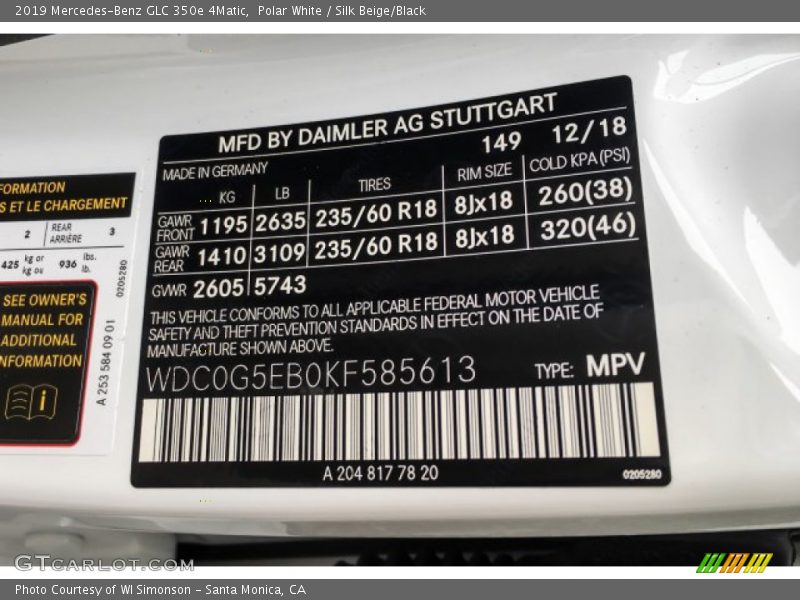 2019 Mercedes-Benz GLC 350e 4Matic,  Polar White / Silk Beige/Black
MFD BY DAIMLER AG STUTTGART
MADE IN GERMANY 149 12/18
KG LB TIRES RIM SIZE COLD KPA (PSI)
GAWR FRONT 1195 2635 235/60 R18 8Jx18 260(38)
GAWR REAR 1410 3109 235/60 R18 8Jx18 320(46)
GVWR 2605 5743
THIS VEHICLE CONFORMS TO ALL APPLICABLE FEDERAL MOTOR VEHICLE
SAFETY AND THEFT PREVENTION STANDARDS IN EFFECT ON THE DATE OF
MANUFACTURE SHOWN ABOVE.
WDC0G5EB0KF585613 TYPE: MPV
A 204 817 78 20 0205280
S ET LE CHARGEMENT
2 REAR ARRIÈRE 3
425 kg or kg ou 936 lbs. lb.
0205280
SEE OWNER'S
MANUAL FOR
ADDITIONAL
INFORMATION
A 253 584 09 01
GTCARLOT.COM
Photo Courtesy of WI Simonson - Santa Monica, CA